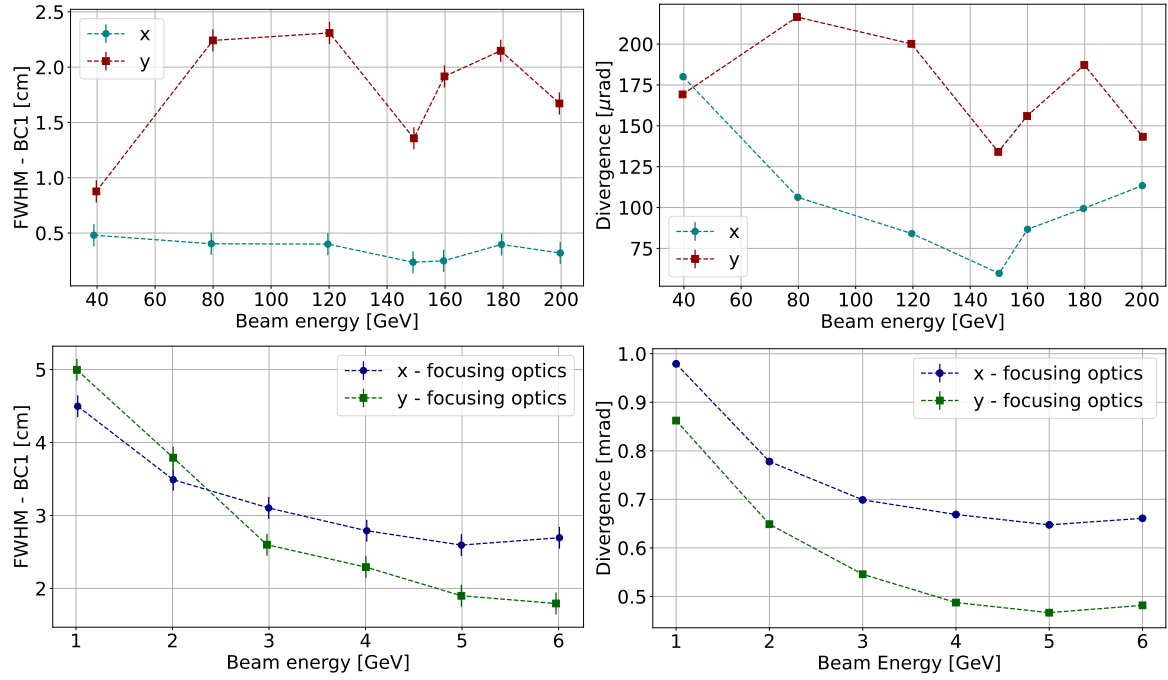 2.5
2.0
1.5
1.0
0.5
FWHM - BC1 [cm]
x
y
40 60 80 100 120 140 160 180 200
Beam energy [GeV]
200
175
150
125
100
75
Divergence [μrad]
x
y
40 60 80 100 120 140 160 180 200
Beam energy [GeV]
5
4
3
2
FWHM - BC1 [cm]
x - focusing optics
y - focusing optics
1 2 3 4 5 6
Beam energy [GeV]
1.0
0.9
0.8
0.7
0.6
0.5
Divergence [mrad]
x - focusing optics
y - focusing optics
1 2 3 4 5 6
Beam Energy [GeV]